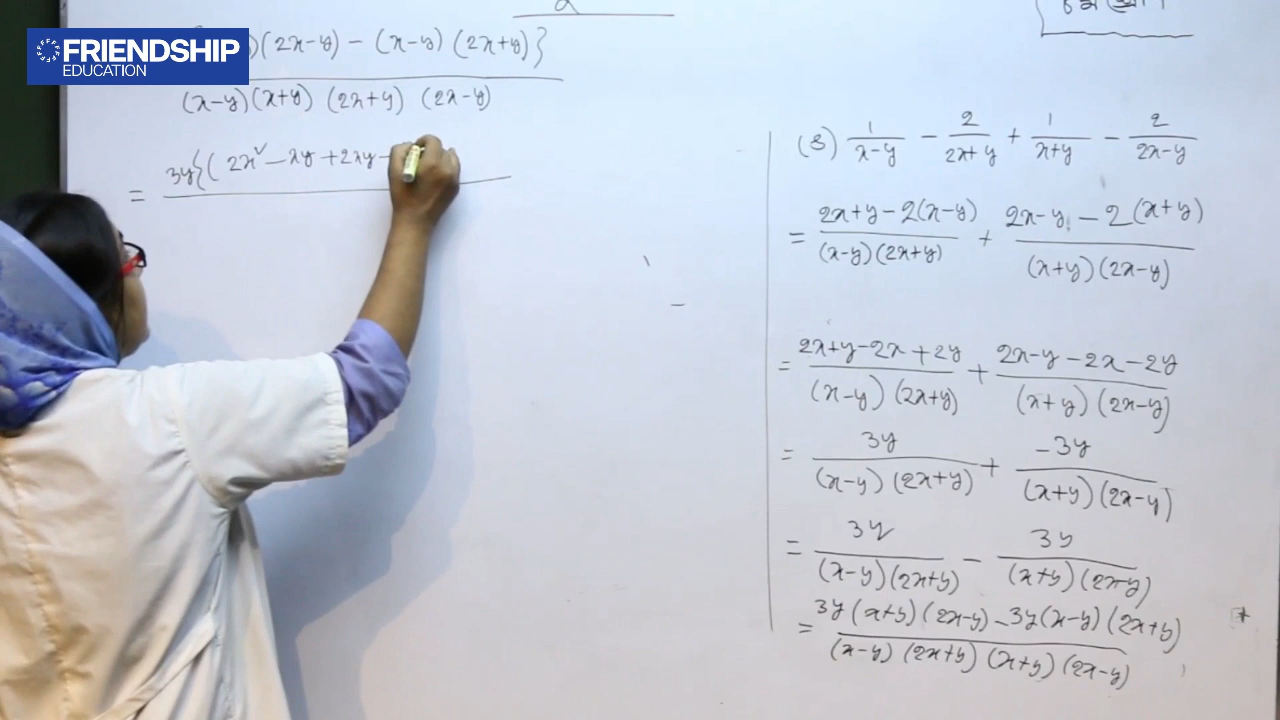 FRIENDSHIP
EDUCATION
)(2x-y) - (x-y) (2x+y)}
(x-y)(x+y) (2x+y) (2x-y)
= 3y{( 2x² - xy + 2xy -
(3) 1/(x-y) - 2/(2x+y) + 1/(x+y) - 2/(2x-y)
= (2x+y-2(x-y))/((x-y)(2x+y)) + (2x-y-2(x+y))/((x+y)(2x-y))
= (2x+y-2x+2y)/((x-y)(2x+y)) + (2x-y-2x-2y)/((x+y)(2x-y))
= 3y/((x-y)(2x+y)) + -3y/((x+y)(2x-y))
= 3y/((x-y)(2x+y)) - 3y/((x+y)(2x-y))
= (3y(x+y)(2x-y)-3y(x-y)(2x+y))/((x-y)(2x+y)(x+y)(2x-y))